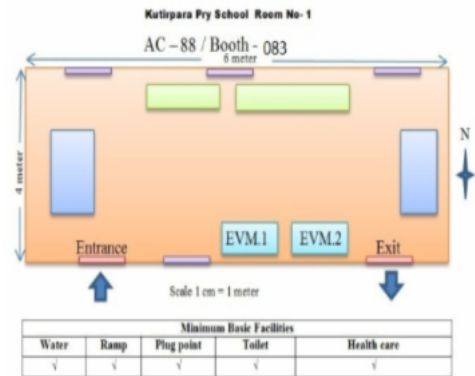 Kutirpara Pry School Room No- 1
AC – 88 / Booth - 083
6 meter
4 meter
N
EVM.1 EVM.2
Entrance Exit
Scale 1 cm = 1 meter
Minimum Basic Facilities
Water Ramp Plug point Toilet Health care
√ √ √ √ √